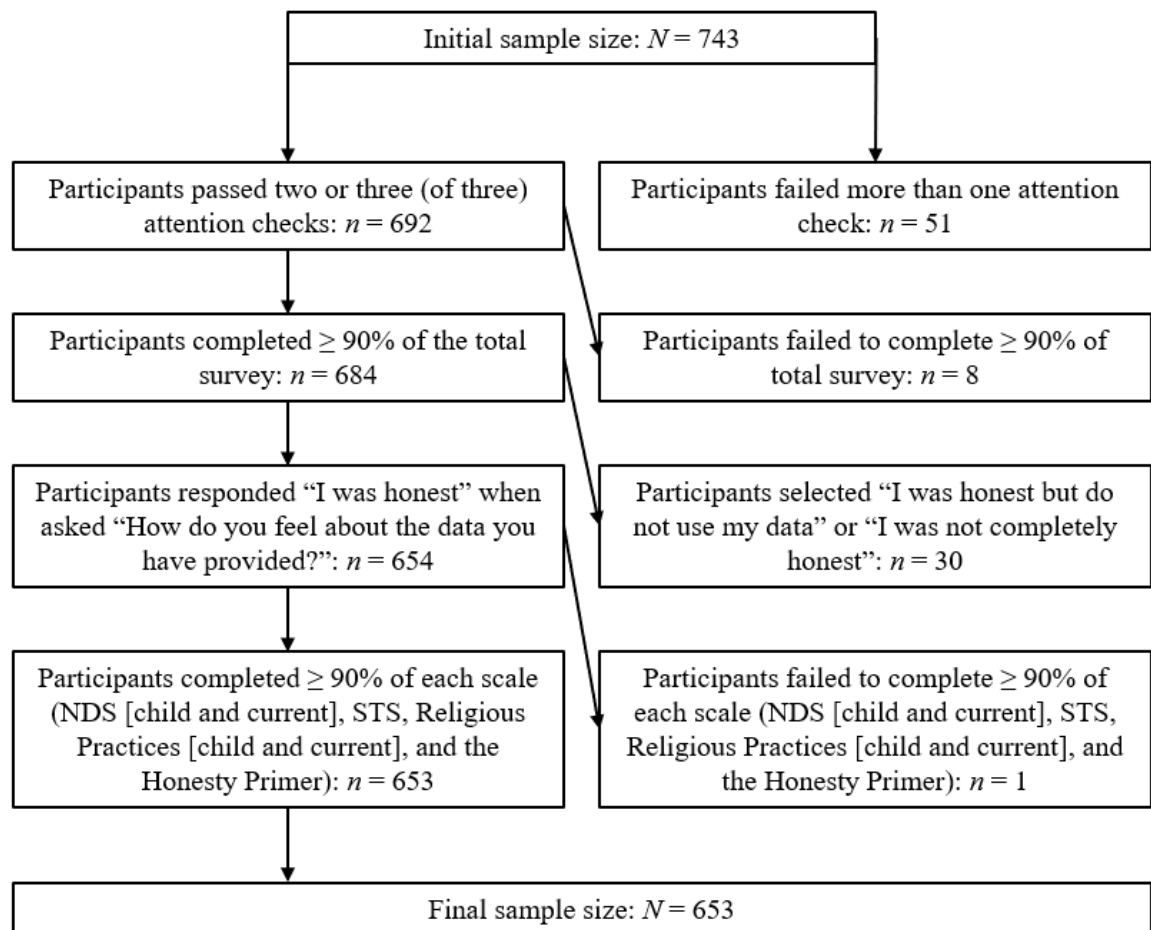 Initial sample size: N = 743
Participants passed two or three (of three)
attention checks: n = 692
Participants failed more than one attention
check: n = 51
Participants completed ≥ 90% of the total
survey: n = 684
Participants failed to complete ≥ 90% of
total survey: n = 8
Participants responded “I was honest” when
asked “How do you feel about the data you
have provided?”: n = 654
Participants selected “I was honest but do
not use my data” or “I was not completely
honest”: n = 30
Participants completed ≥ 90% of each scale
(NDS [child and current], STS, Religious
Practices [child and current], and the
Honesty Primer): n = 653
Participants failed to complete ≥ 90% of
each scale (NDS [child and current], STS,
Religious Practices [child and current], and
the Honesty Primer): n = 1
Final sample size: N = 653